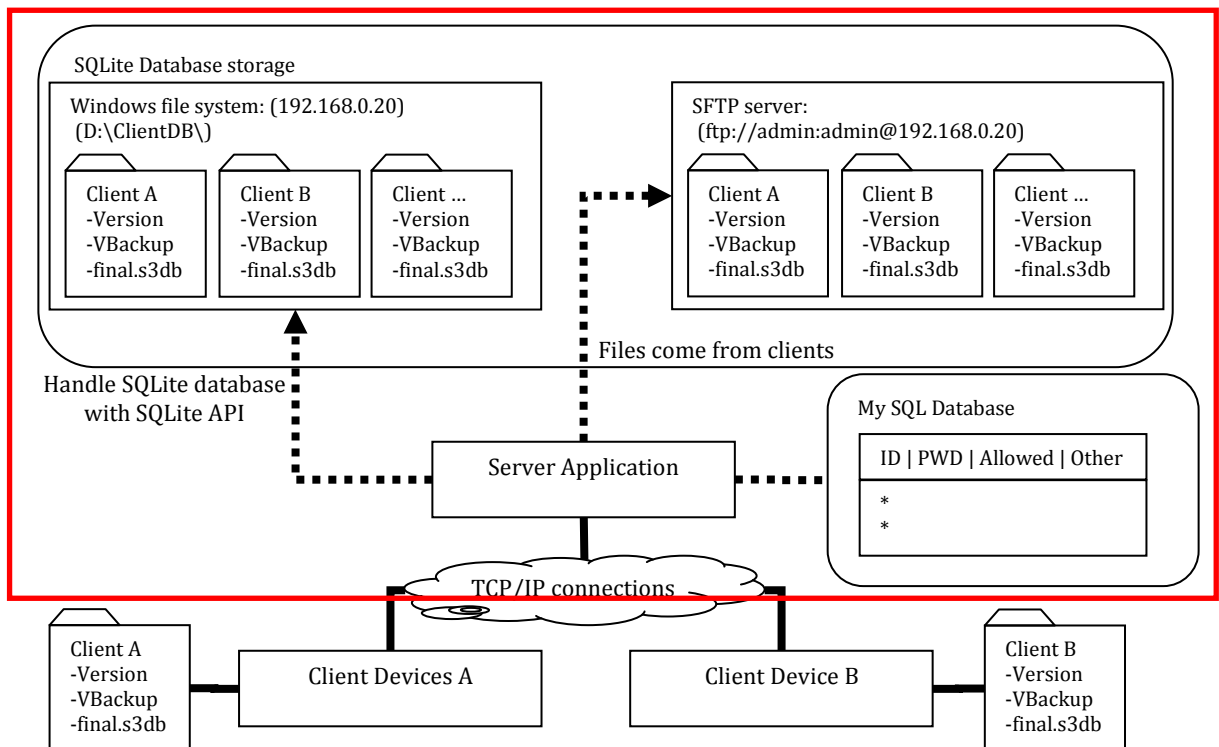 SQLite Database storage
Windows file system: (192.168.0.20)
(D:\ClientDB\)
Client A
-Version
-VBackup
-final.s3db
Client B
-Version
-VBackup
-final.s3db
Client ...
-Version
-VBackup
-final.s3db
SFTP server:
(ftp://admin:admin@192.168.0.20)
Client A
-Version
-VBackup
-final.s3db
Client B
-Version
-VBackup
-final.s3db
Client ...
-Version
-VBackup
-final.s3db
Files come from clients
Handle SQLite database
with SQLite API
My SQL Database
ID | PWD | Allowed | Other
*
*
Server Application
TCP/IP connections
Client A
-Version
-VBackup
-final.s3db
Client Devices A
Client Device B
Client B
-Version
-VBackup
-final.s3db